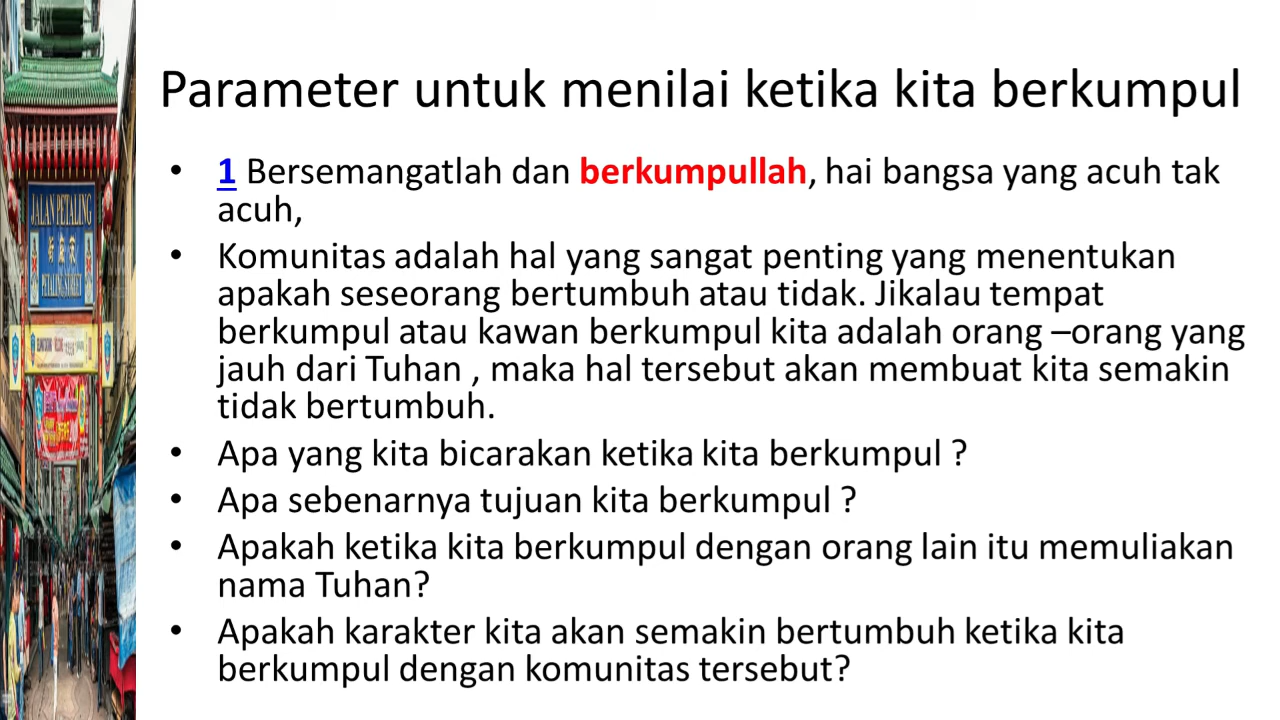 Parameter untuk menilai ketika kita berkumpul
• 1 Bersemangatlah dan berkumpullah, hai bangsa yang acuh tak
acuh,
• Komunitas adalah hal yang sangat penting yang menentukan
apakah seseorang bertumbuh atau tidak. Jikalau tempat
berkumpul atau kawan berkumpul kita adalah orang –orang yang
jauh dari Tuhan , maka hal tersebut akan membuat kita semakin
tidak bertumbuh.
• Apa yang kita bicarakan ketika kita berkumpul ?
• Apa sebenarnya tujuan kita berkumpul ?
• Apakah ketika kita berkumpul dengan orang lain itu memuliakan
nama Tuhan?
• Apakah karakter kita akan semakin bertumbuh ketika kita
berkumpul dengan komunitas tersebut?
JALAN PETALING
PETALING STREET